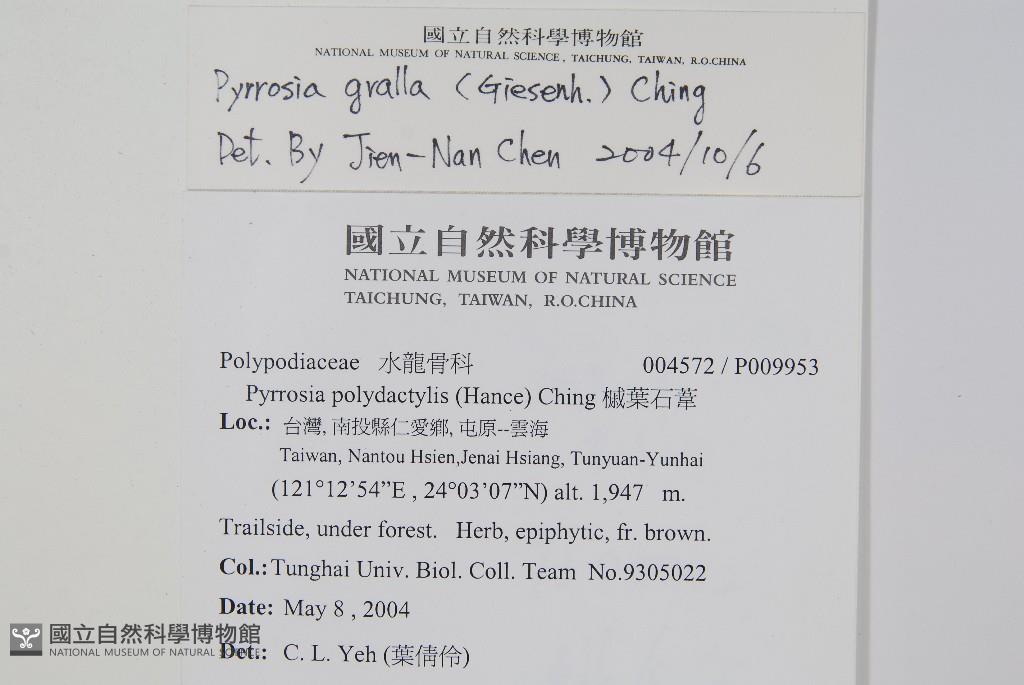 國立自然科學博物館
NATIONAL MUSEUM OF NATURAL SCIENCE, TAICHUNG, TAIWAN, R.O.CHINA
Pyrrosia gralla (Giesenh.) Ching
Det. By Jien-Nan Chen 2004/10/6
國立自然科學博物館
NATIONAL MUSEUM OF NATURAL SCIENCE
TAICHUNG, TAIWAN, R.O.CHINA
Polypodiaceae 水龍骨科 004572 / P009953
Pyrrosia polydactylis (Hance) Ching 槭葉石葦
Loc.: 台灣, 南投縣仁愛鄉, 屯原--雲海
Taiwan, Nantou Hsien,Jenai Hsiang, Tunyuan-Yunhai
(121°12’54”E , 24°03’07”N) alt. 1,947 m.
Trailside, under forest. Herb, epiphytic, fr. brown.
Col.: Tunghai Univ. Biol. Coll. Team No.9305022
Date: May 8 , 2004
Det.: C. L. Yeh (葉倩伶)
國立自然科學博物館
NATIONAL MUSEUM OF NATURAL SCIENCE